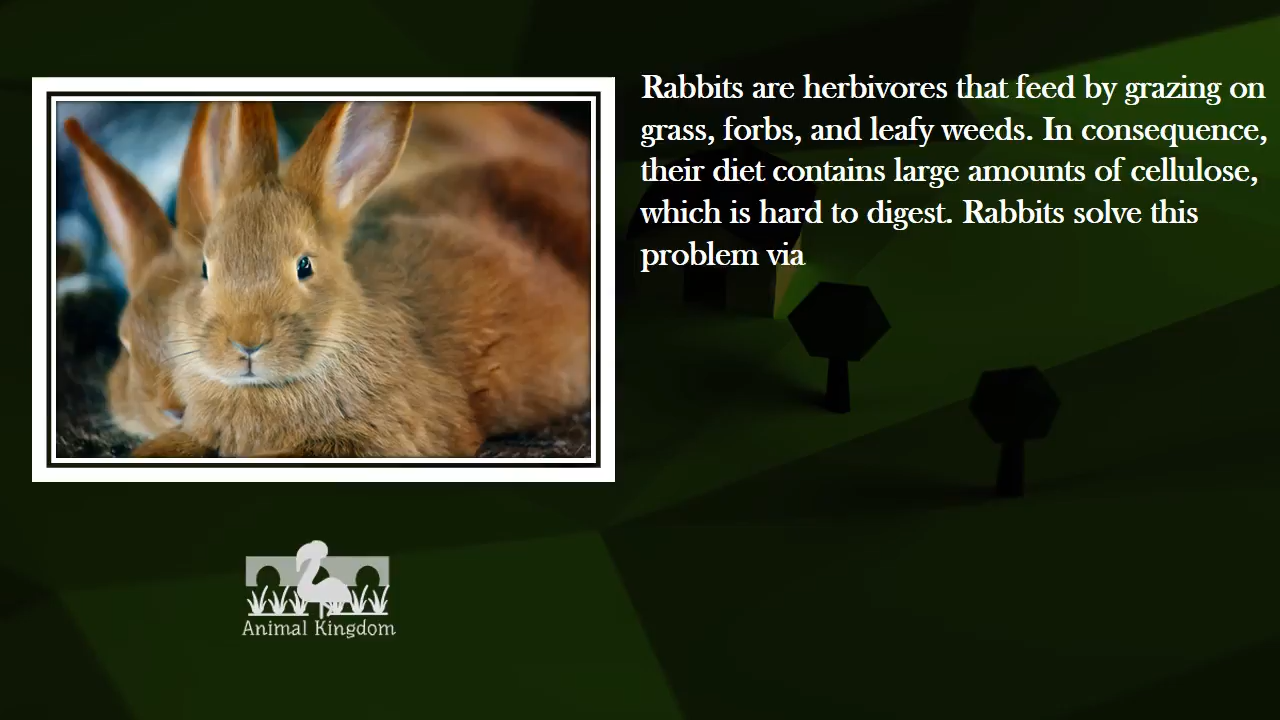 Rabbits are herbivores that feed by grazing on
grass, forbs, and leafy weeds. In consequence,
their diet contains large amounts of cellulose,
which is hard to digest. Rabbits solve this
problem via
Animal Kingdom